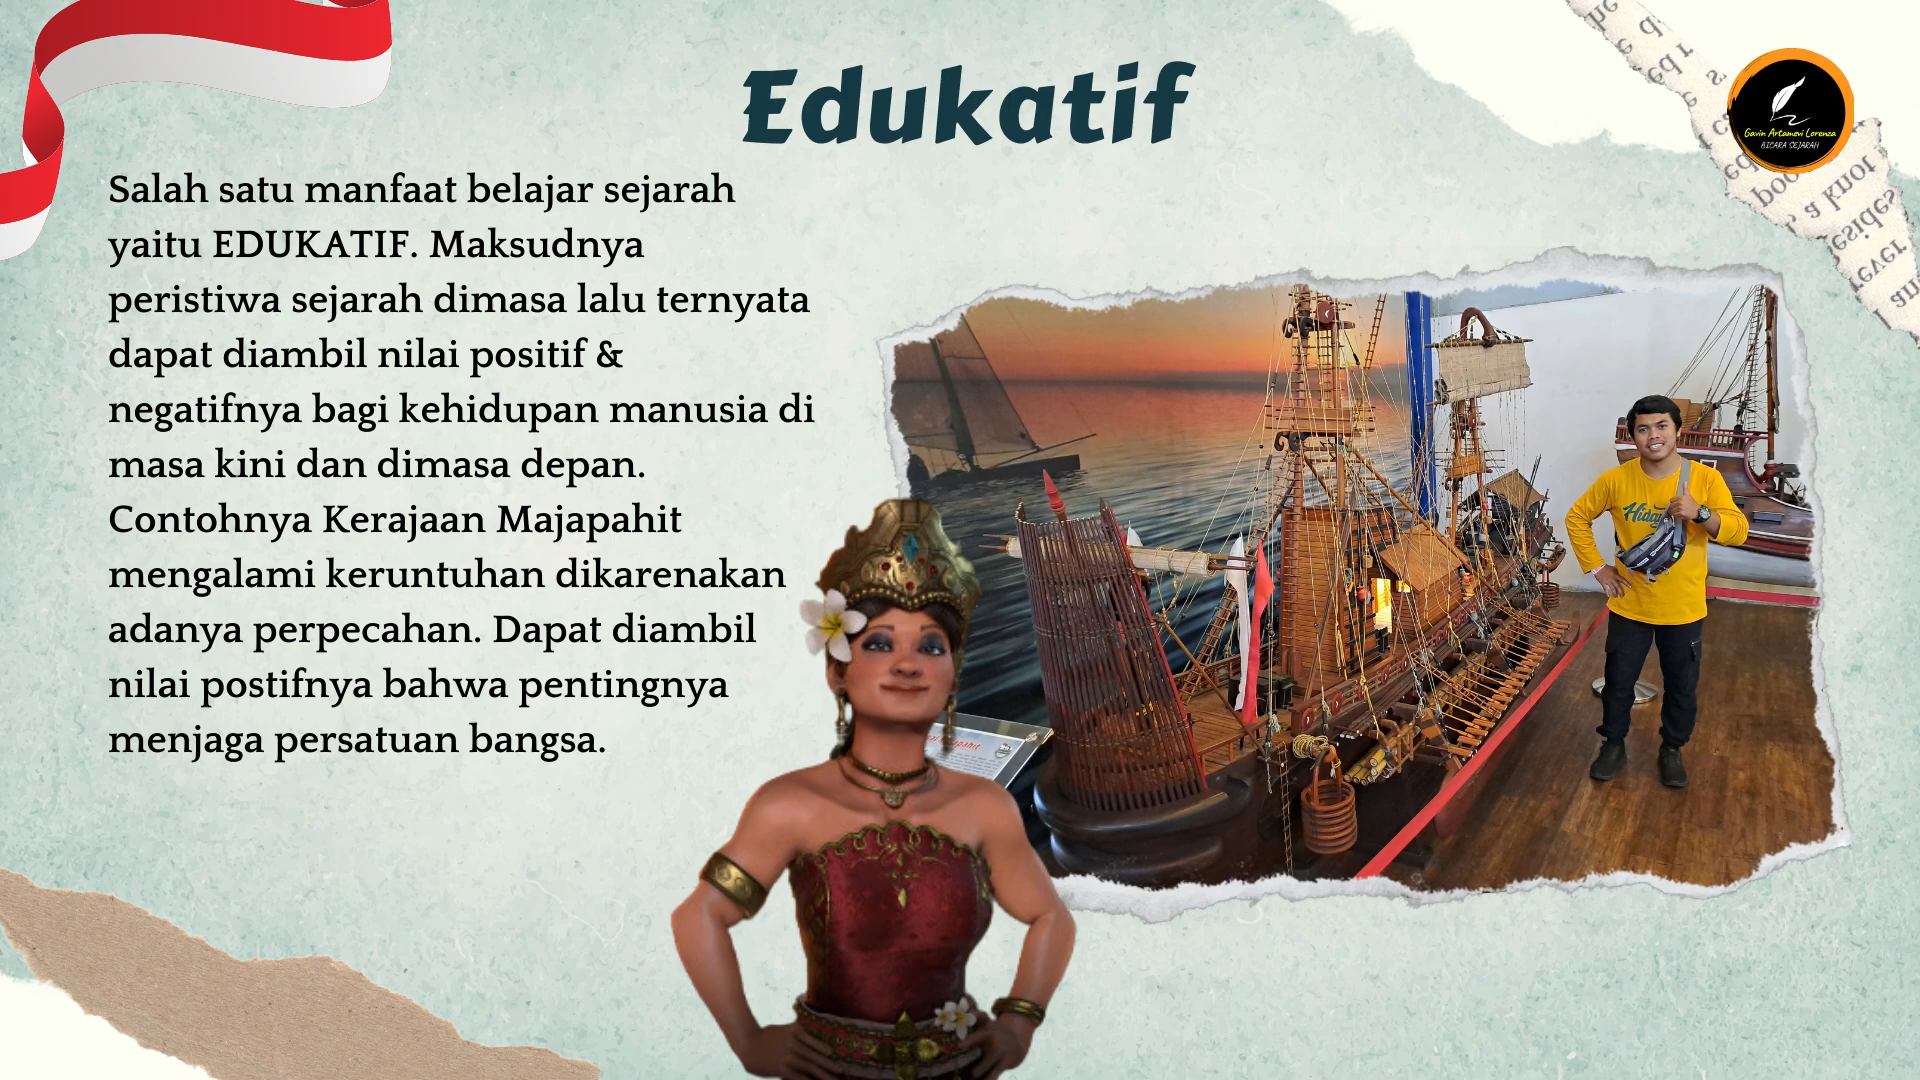 Edukatif
Gavin Artamevi Lorenza
BICARA SEJARAH
Salah satu manfaat belajar sejarah
yaitu EDUKATIF. Maksudnya
peristiwa sejarah dimasa lalu ternyata
dapat diambil nilai positif &
negatifnya bagi kehidupan manusia di
masa kini dan dimasa depan.
Contohnya Kerajaan Majapahit
mengalami keruntuhan dikarenakan
adanya perpecahan. Dapat diambil
nilai postifnya bahwa pentingnya
menjaga persatuan bangsa.
a knot